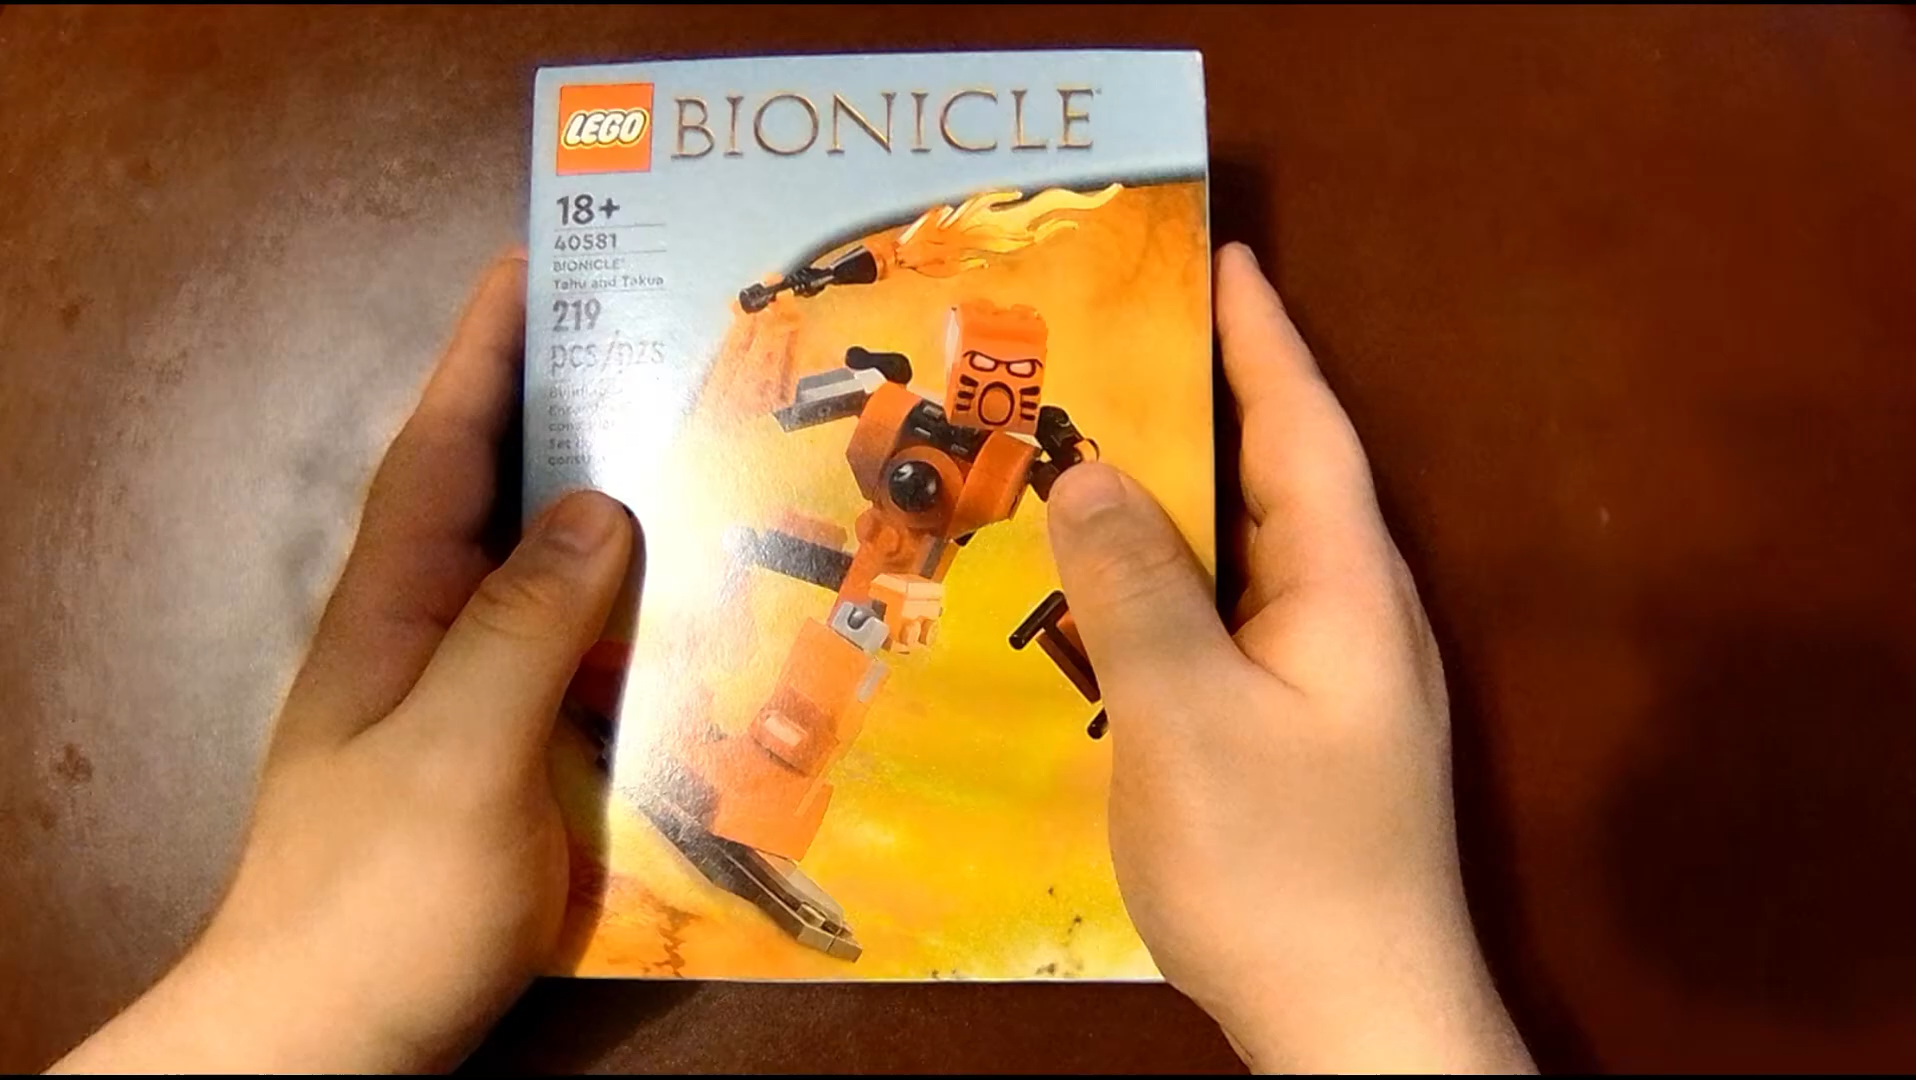 LEGO
BIONICLE
18+
40581
BIONICLE
Tahu and Takua
219
pcs/pzs